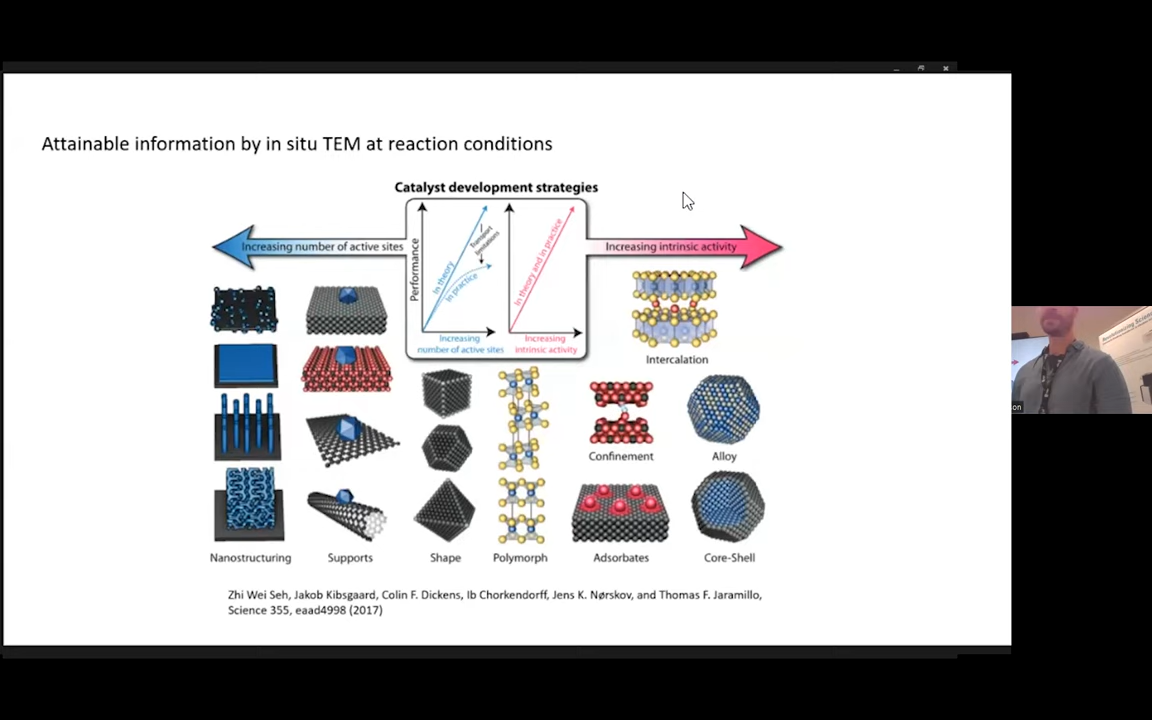 Attainable information by in situ TEM at reaction conditions
Catalyst development strategies
Increasing number of active sites
Increasing intrinsic activity
Performance
In theory
In practice
Transport
limitations
In theory and in practice
Increasing
number of active sites
Increasing
intrinsic activity
Intercalation
Confinement
Alloy
Nanostructuring
Supports
Shape
Polymorph
Adsorbates
Core-Shell
Zhi Wei Seh, Jakob Kibsgaard, Colin F. Dickens, Ib Chorkendorff, Jens K. Nørskov, and Thomas F. Jaramillo,
Science 355, eaad4998 (2017)
son